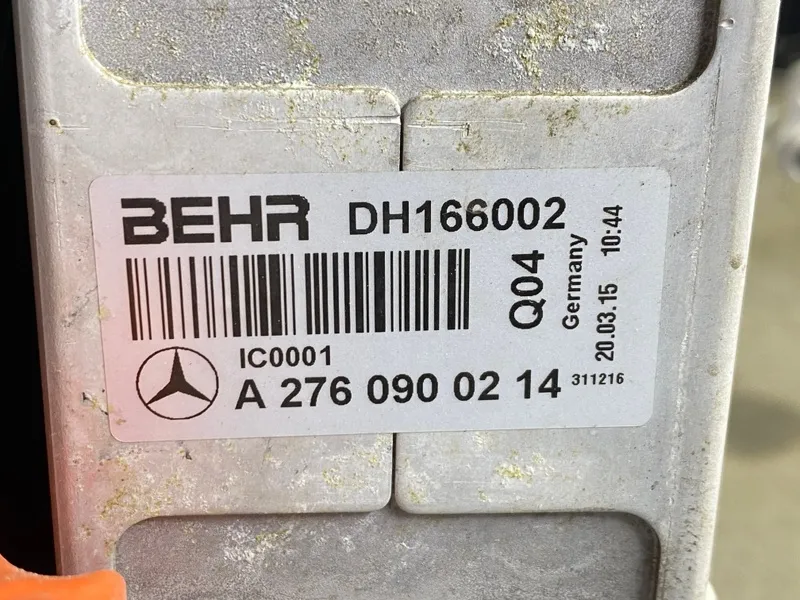 BEHR DH166002
Q04
Germany
20.03.15 10:44
IC0001
A 276 090 02 14 311216